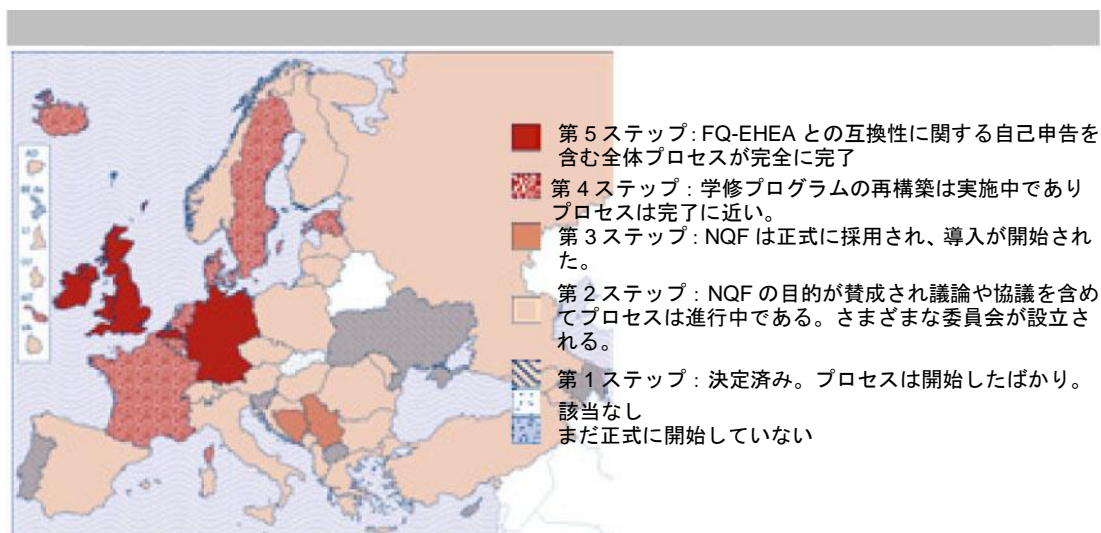 第5ステップ：FQ-EHEA との互換性に関する自己申告を
含む全体プロセスが完全に完了
第4ステップ：学修プログラムの再構築は実施中であり
プロセスは完了に近い。
第3ステップ：NQF は正式に採用され、導入が開始され
た。
第2ステップ：NQF の目的が賛成され議論や協議を含め
てプロセスは進行中である。さまざまな委員会が設立さ
れる。
第1ステップ：決定済み。プロセスは開始したばかり。
該当なし
まだ正式に開始していない
AD
LI
MT